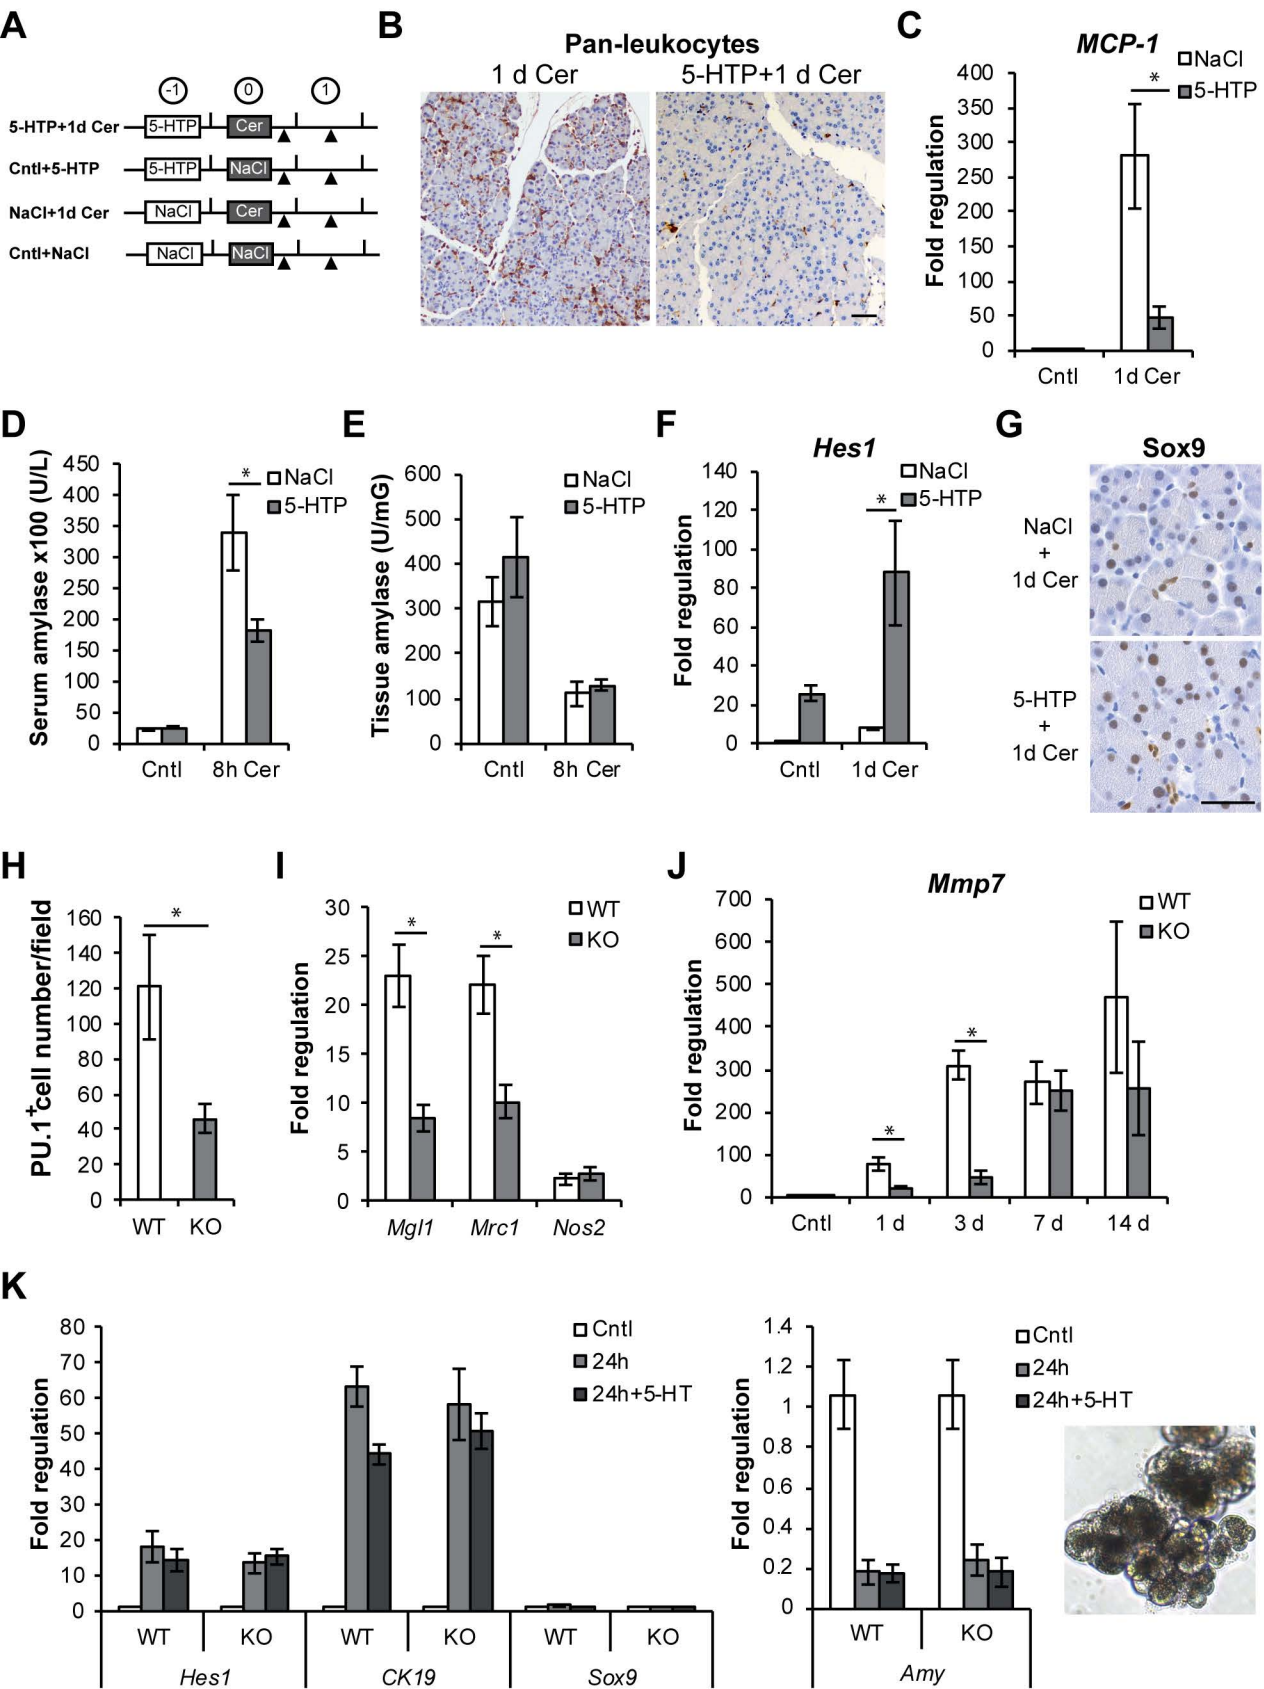 A
-1 0 1
5-HTP+1d Cer 5-HTP Cer
Cntl+5-HTP 5-HTP NaCl
NaCl+1d Cer NaCl Cer
Cntl+NaCl NaCl NaCl
B
Pan-leukocytes
1 d Cer 5-HTP+1 d Cer
C
MCP-1
NaCl
5-HTP
*
Fold regulation
400
350
300
250
200
150
100
50
0
Cntl 1d Cer
D
Serum amylase x100 (U/L)
450
400
350
300
250
200
150
100
50
0
*
NaCl
5-HTP
Cntl 8h Cer
E
Tissue amylase (U/mG)
600
500
400
300
200
100
0
NaCl
5-HTP
Cntl 8h Cer
F
Hes1
Fold regulation
140
120
100
80
60
40
20
0
*
NaCl
5-HTP
Cntl 1d Cer
G
Sox9
NaCl
+
1d Cer
5-HTP
+
1d Cer
H
PU.1+cell number/field
160
140
120
100
80
60
40
20
0
*
WT KO
I
Fold regulation
30
25
20
15
10
5
0
* *
WT
KO
Mgl1 Mrc1 Nos2
J
Mmp7
Fold regulation
700
600
500
400
300
200
100
0
* *
WT
KO
Cntl 1 d 3 d 7 d 14 d
K
Fold regulation
80
70
60
50
40
30
20
10
0
Cntl
24h
24h+5-HT
WT KO WT KO WT KO
Hes1 CK19 Sox9
Fold regulation
1.4
1.2
1
0.8
0.6
0.4
0.2
0
Cntl
24h
24h+5-HT
WT KO
Amy